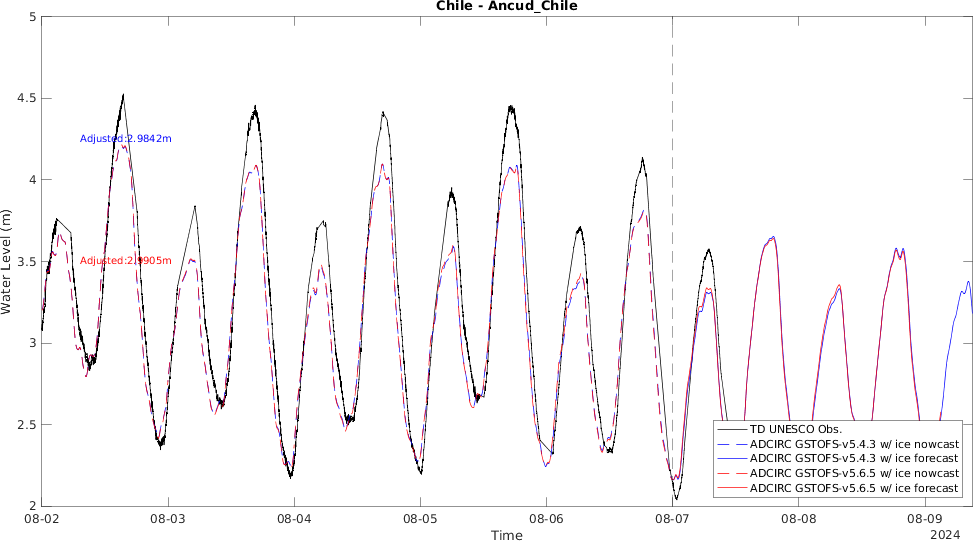 Chile - Ancud_Chile
Water Level (m)
5
4.5
4
3.5
3
2.5
2
Adjusted:2.9842m
Adjusted:2.9905m
TD UNESCO Obs.
ADCIRC GSTOFS-v5.4.3 w/ ice nowcast
ADCIRC GSTOFS-v5.4.3 w/ ice forecast
ADCIRC GSTOFS-v5.6.5 w/ ice nowcast
ADCIRC GSTOFS-v5.6.5 w/ ice forecast
08-02 08-03 08-04 08-05 08-06 08-07 08-08 08-09
Time
2024